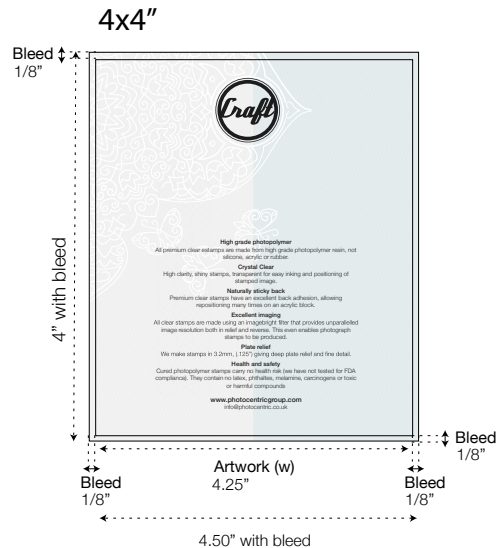 4x4”
Bleed
1/8”
Craft
4” with bleed
High grade photopolymer
All premium clear estamps are made from high grade photopolymer resin, not
silicone, acrylic or rubber.
Crystal Clear
High clarity, shiny stamps, transparent for easy inking and positioning of
stamped image.
Naturally sticky back
Premium clear stamps have an excellent back adhesion, allowing
repositioning many times on an acrylic block.
Excellent imaging
All clear stamps are made using an imagebright filter that provides unparallelled
image resolution both in relief and reverse. This even enables photograph
stamps to be produced.
Plate relief
We make stamps in 3.2mm, (.125”) giving deep plate relief and fine detail.
Health and safety
Cured photopolymer stamps carry no health risk (we have not tested for FDA
compliance). They contain no latex, phthaltes, melamine, carcinogens or toxic
or harmful compounds
www.photocentricgroup.com
info@photocentric.co.uk
Bleed
1/8”
Artwork (w)
4.25”
Bleed
1/8”
Bleed
1/8”
4.50” with bleed